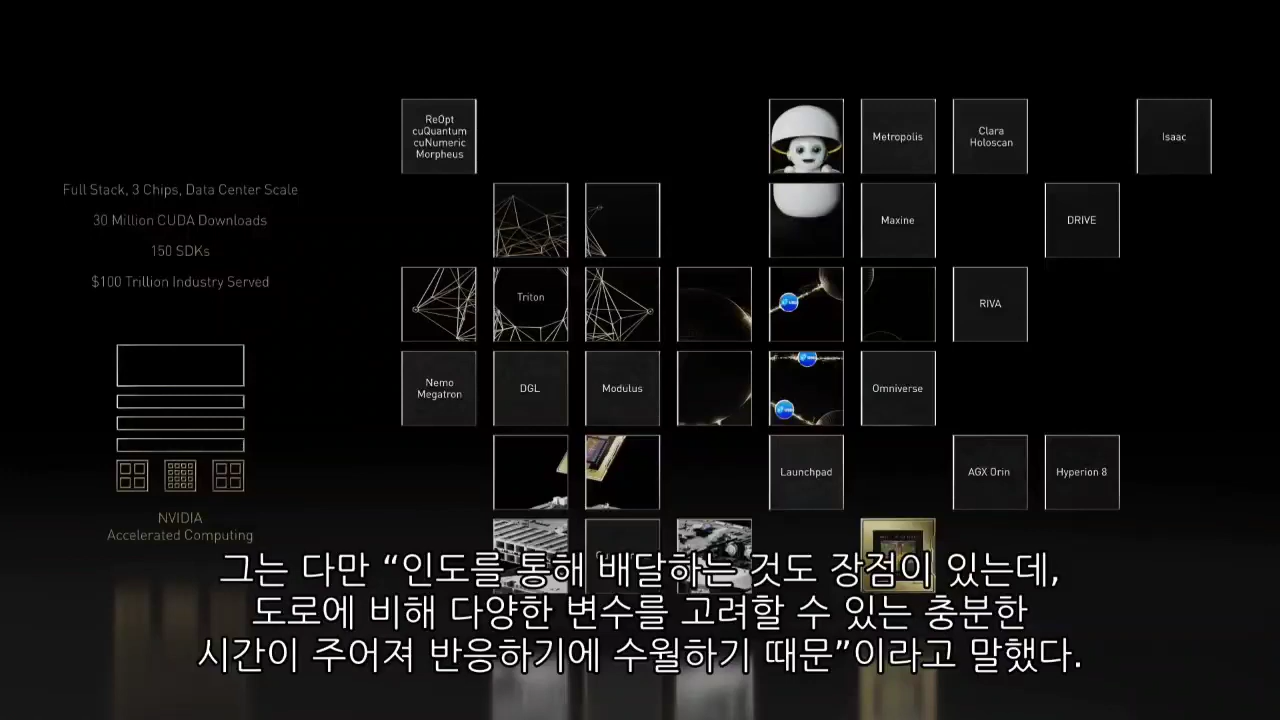 ReOpt
cuQuantum
cuNumeric
Morpheus
Metropolis
Clara
Holoscan
Isaac
Full Stack, 3 Chips, Data Center Scale
30 Million CUDA Downloads
150 SDKs
$100 Trillion Industry Served
Maxine
DRIVE
Triton
RIVA
Nemo
Megatron
DGL
Modulus
Omniverse
Launchpad
AGX Orin
Hyperion 8
NVIDIA
Accelerated Computing
그는 다만 “인도를 통해 배달하는 것도 장점이 있는데,
도로에 비해 다양한 변수를 고려할 수 있는 충분한
시간이 주어져 반응하기에 수월하기 때문”이라고 말했다.